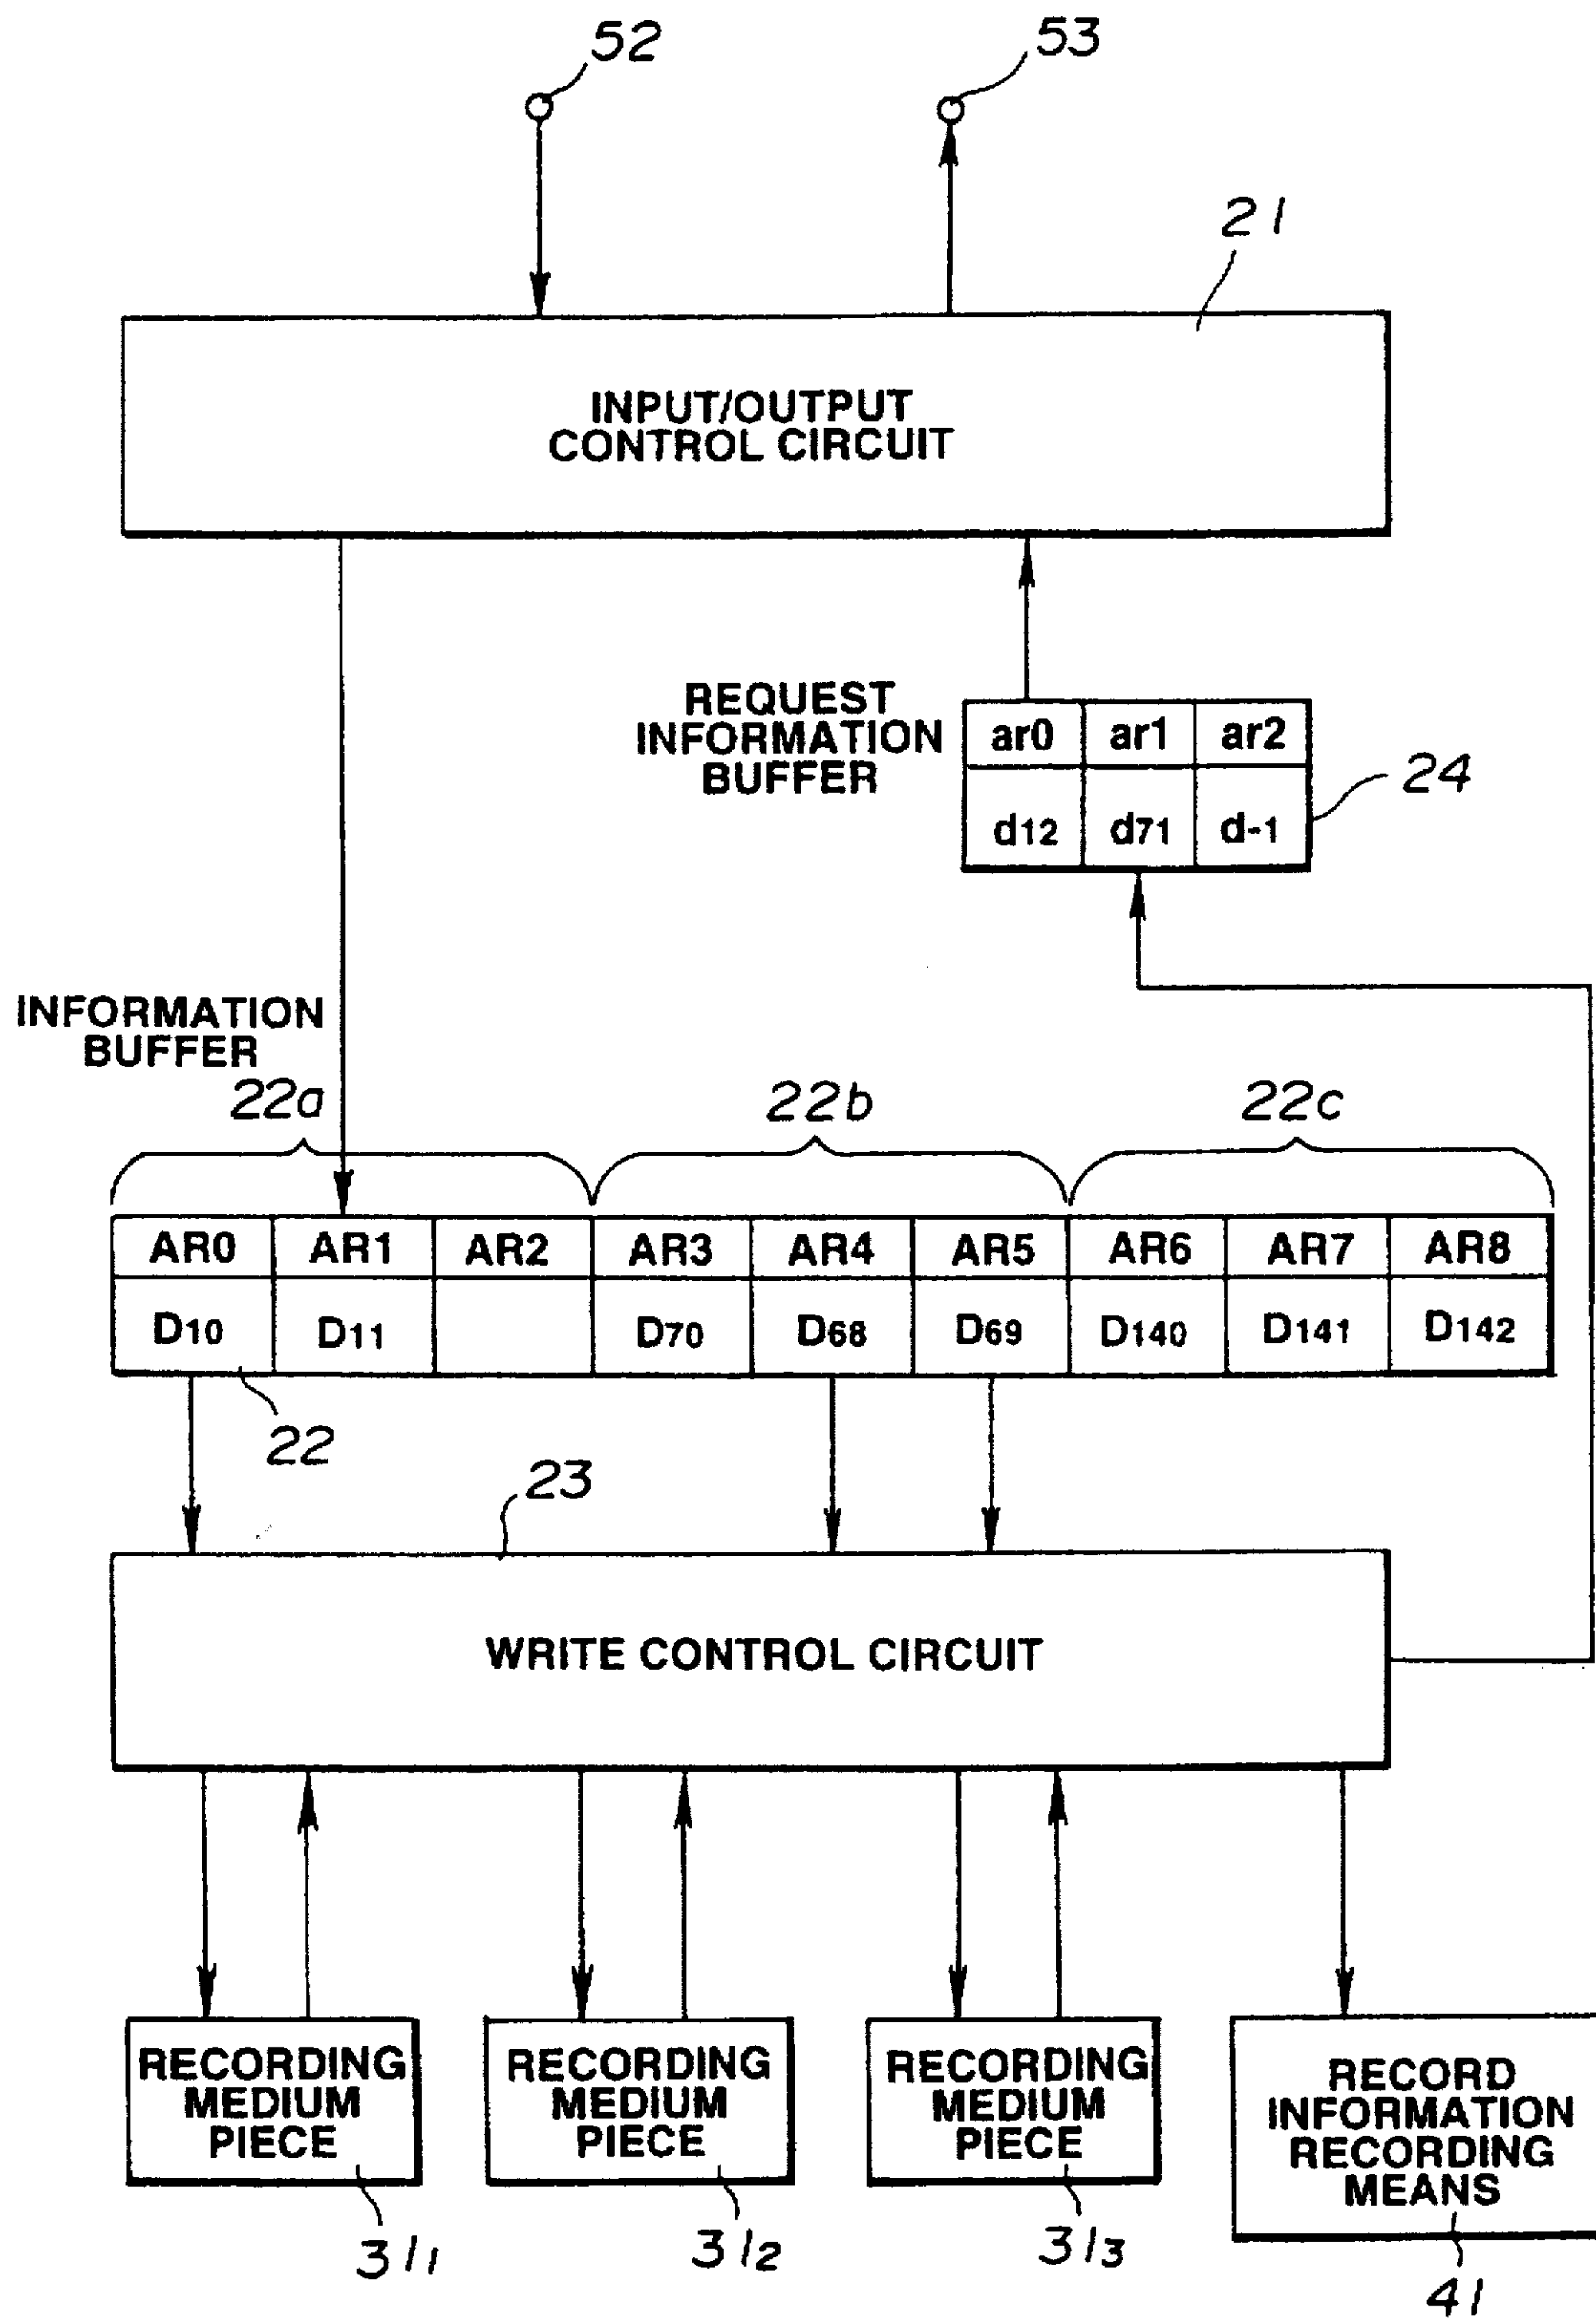 52
53
21
INPUT/OUTPUT
CONTROL CIRCUIT
REQUEST
INFORMATION
BUFFER
ar0 ar1 ar2
d12 d71 d-1
24
INFORMATION
BUFFER
22a 22b 22c
AR0 AR1 AR2 AR3 AR4 AR5 AR6 AR7 AR8
D10 D11 D70 D68 D69 D140 D141 D142
22
23
WRITE CONTROL CIRCUIT
RECORDING
MEDIUM
PIECE
RECORDING
MEDIUM
PIECE
RECORDING
MEDIUM
PIECE
RECORD
INFORMATION
RECORDING
MEANS
311
312
313
41